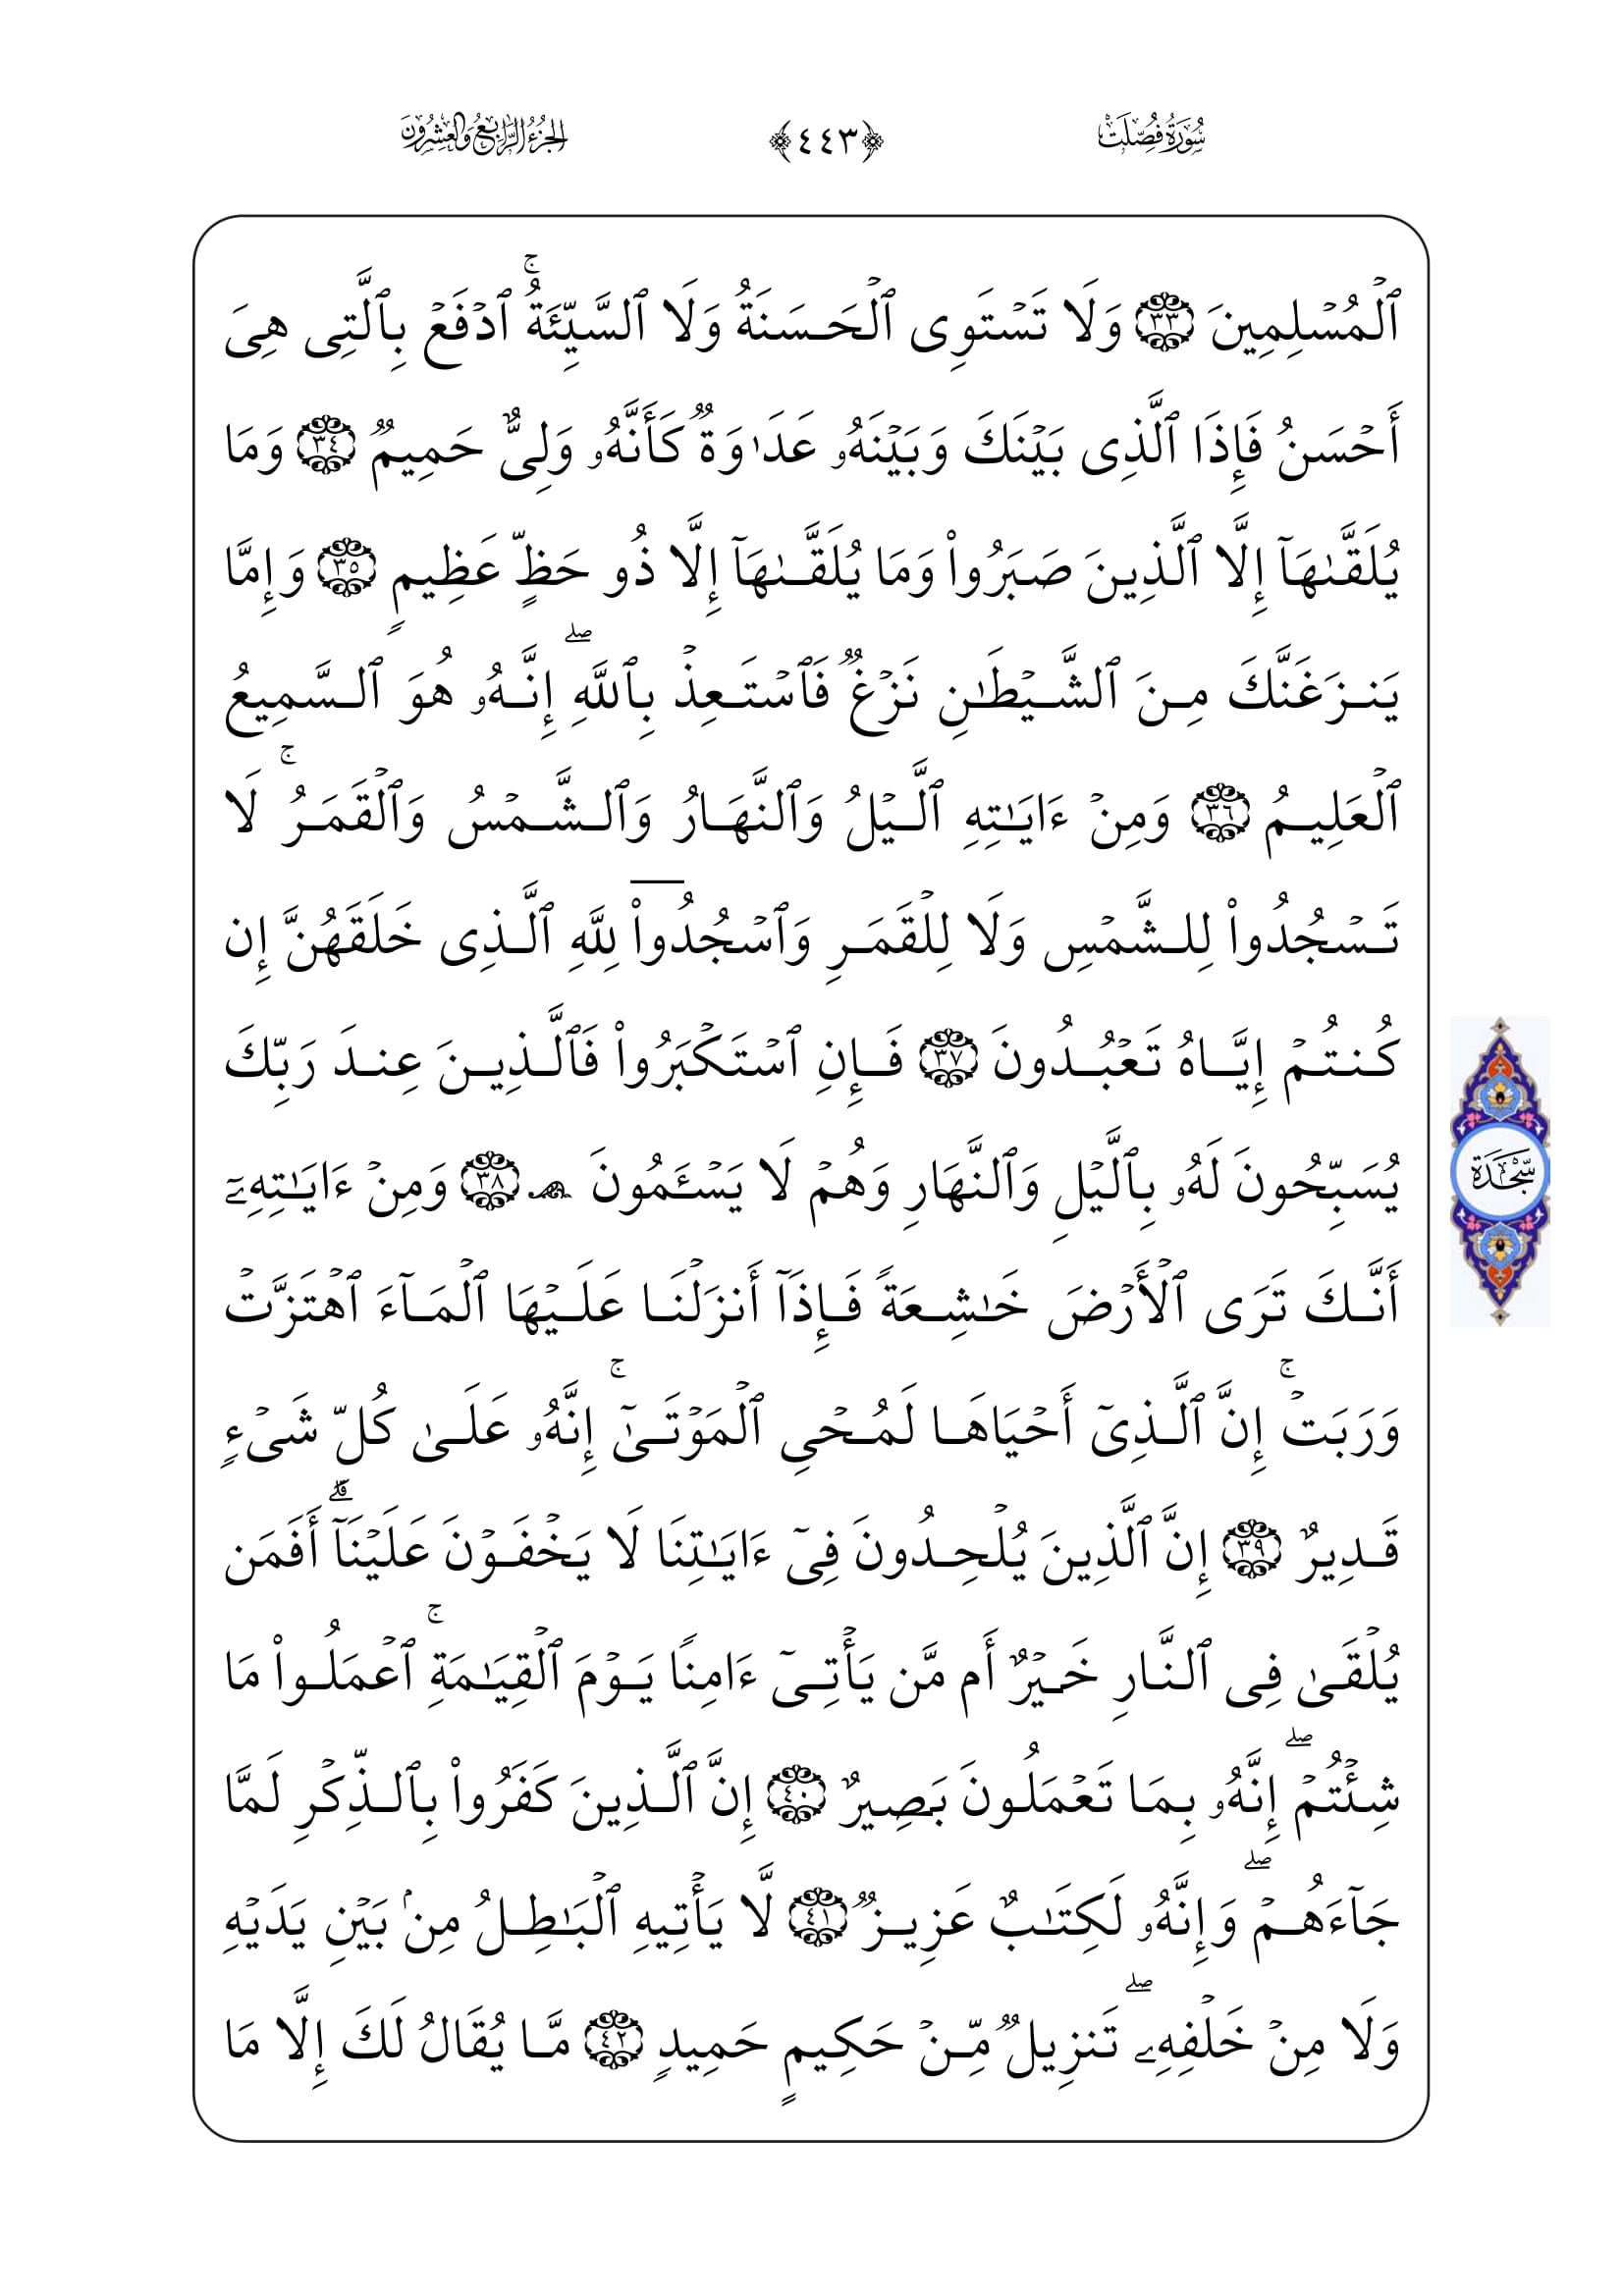 سُورَةُ فُصِّلَتۡ
﴿٤٤٣﴾
الجُزْءُ الرَّابِعُ وَالعِشْرُونَ
ٱلۡمُسۡلِمِينَ ٣٣ وَلَا تَسۡتَوِى ٱلۡحَسَنَةُ وَلَا ٱلسَّيِّئَةُۚ ٱدۡفَعۡ بِٱلَّتِى هِىَ
أَحۡسَنُ فَإِذَا ٱلَّذِى بَيۡنَكَ وَبَيۡنَهُۥ عَدَٰوَةࣱ كَأَنَّهُۥ وَلِىٌّ حَمِيمࣱ ٣٤ وَمَا
يُلَقَّىٰهَآ إِلَّا ٱلَّذِينَ صَبَرُواْ وَمَا يُلَقَّىٰهَآ إِلَّا ذُو حَظٍّ عَظِيمٍ ٣٥ وَإِمَّا
يَنزَغَنَّكَ مِنَ ٱلشَّيۡطَٰنِ نَزۡغࣱ فَٱسۡتَعِذۡ بِٱللَّهِۖ إِنَّهُۥ هُوَ ٱلسَّمِيعُ
ٱلۡعَلِيمُ ٣٦ وَمِنۡ ءَايَٰتِهِ ٱلَّيۡلُ وَٱلنَّهَارُ وَٱلشَّمۡسُ وَٱلۡقَمَرُۚ لَا
تَسۡجُدُواْ لِلشَّمۡسِ وَلَا لِلۡقَمَرِ وَٱسۡجُدُواْ لِلَّهِ ٱلَّذِى خَلَقَهُنَّ إِن
كُنتُمۡ إِيَّاهُ تَعۡبُدُونَ ٣٧ فَإِنِ ٱسۡتَكۡبَرُواْ فَٱلَّذِينَ عِندَ رَبِّكَ
يُسَبِّحُونَ لَهُۥ بِٱلَّيۡلِ وَٱلنَّهَارِ وَهُمۡ لَا يَسۡـَٔمُونَ ۩ ٣٨ وَمِنۡ ءَايَٰتِهِۦٓ
سَجۡدَة
أَنَّكَ تَرَى ٱلۡأَرۡضَ خَٰشِعَةً فَإِذَآ أَنزَلۡنَا عَلَيۡهَا ٱلۡمَآءَ ٱهۡتَزَّتۡ
وَرَبَتۡۚ إِنَّ ٱلَّذِىٓ أَحۡيَاهَا لَمُحۡىِ ٱلۡمَوۡتَىٰٓۚ إِنَّهُۥ عَلَىٰ كُلِّ شَىۡءٍ
قَدِيرٌ ٣٩ إِنَّ ٱلَّذِينَ يُلۡحِدُونَ فِىٓ ءَايَٰتِنَا لَا يَخۡفَوۡنَ عَلَيۡنَآۗ أَفَمَن
يُلۡقَىٰ فِى ٱلنَّارِ خَيۡرٌ أَم مَّن يَأۡتِىٓ ءَامِنًا يَوۡمَ ٱلۡقِيَٰمَةِۚ ٱعۡمَلُواْ مَا
شِئۡتُمۡۖ إِنَّهُۥ بِمَا تَعۡمَلُونَ بَصِيرٌ ٤٠ إِنَّ ٱلَّذِينَ كَفَرُواْ بِٱلذِّكۡرِ لَمَّا
جَآءَهُمۡۖ وَإِنَّهُۥ لَكِتَٰبٌ عَزِيزࣱ ٤١ لَّا يَأۡتِيهِ ٱلۡبَٰطِلُ مِنۢ بَيۡنِ يَدَيۡهِ
وَلَا مِنۡ خَلۡفِهِۦۖ تَنزِيلࣱ مِّنۡ حَكِيمٍ حَمِيدٍ ٤٢ مَّا يُقَالُ لَكَ إِلَّا مَا